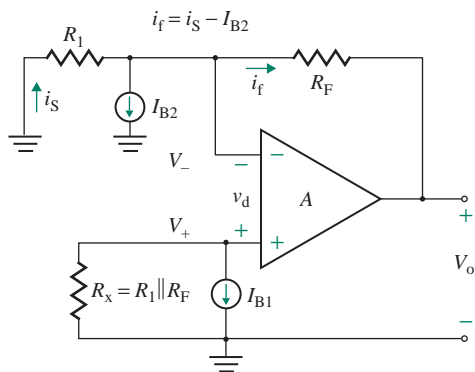 i_f = i_S − I_B2
R_1
i_S
I_B2
i_f
R_F
V_−
−
−
v_d
A
V_+
+
+
+
R_x = R_1 || R_F
I_B1
V_o
−